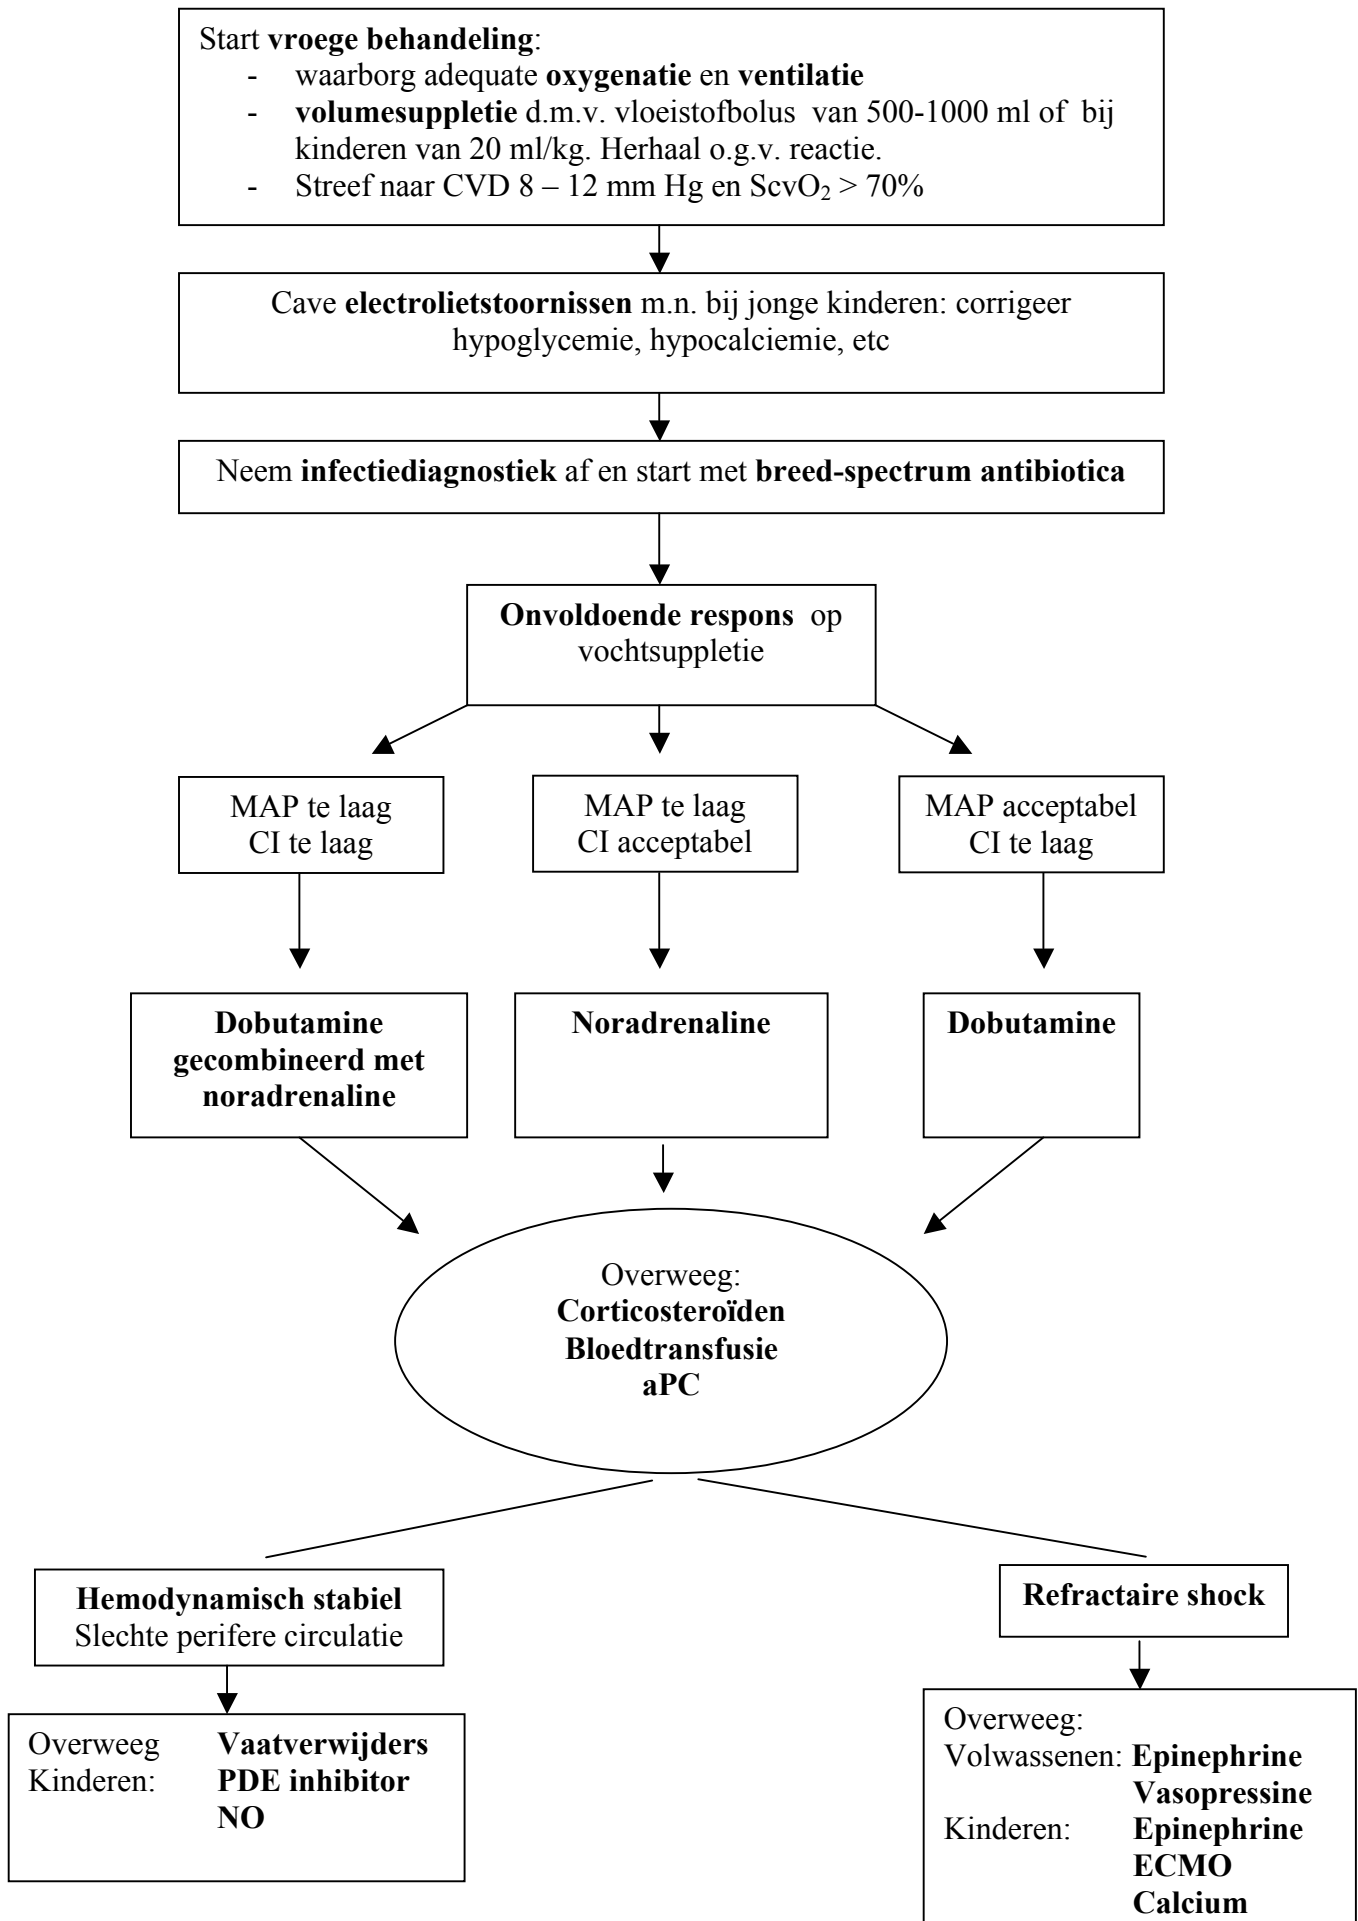 Start vroege behandeling:
- waarborg adequate oxygenatie en ventilatie
- volumesuppletie d.m.v. vloeistofbolus van 500-1000 ml of bij
kinderen van 20 ml/kg. Herhaal o.g.v. reactie.
- Streef naar CVD 8 – 12 mm Hg en ScvO₂ > 70%
Cave electrolietstoornissen m.n. bij jonge kinderen: corrigeer
hypoglycemie, hypocalciemie, etc
Neem infectiediagnostiek af en start met breed-spectrum antibiotica
Onvoldoende respons op
vochtsuppletie
MAP te laag
CI te laag
MAP te laag
CI acceptabel
MAP acceptabel
CI te laag
Dobutamine
gecombineerd met
noradrenaline
Noradrenaline
Dobutamine
Overweeg:
Corticosteroïden
Bloedtransfusie
aPC
Hemodynamisch stabiel
Slechte perifere circulatie
Refractaire shock
Overweeg Vaatverwijders
Kinderen: PDE inhibitor
NO
Overweeg:
Volwassenen: Epinephrine
Vasopressine
Kinderen: Epinephrine
ECMO
Calcium